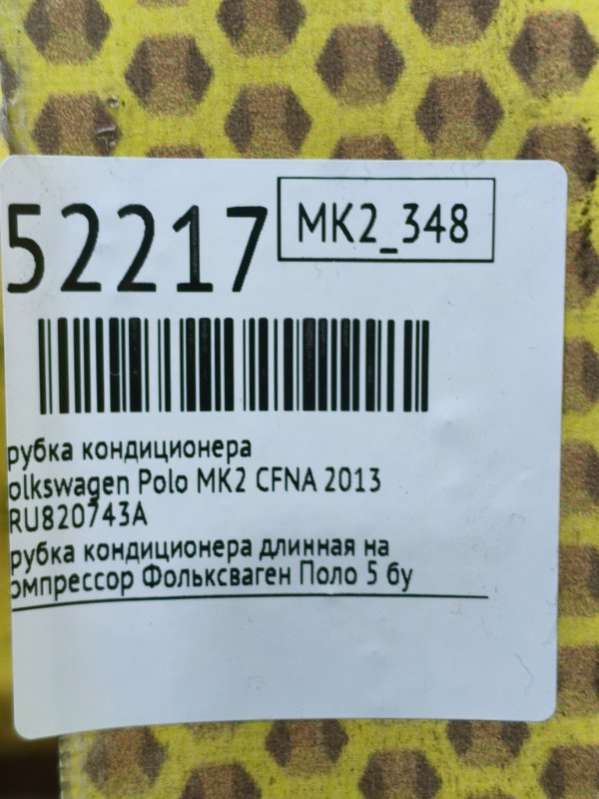 52217
MK2_348
рубка кондиционера
olkswagen Polo MK2 CFNA 2013
RU820743A
рубка кондиционера длинная на
омпрессор Фольксваген Поло 5 бу